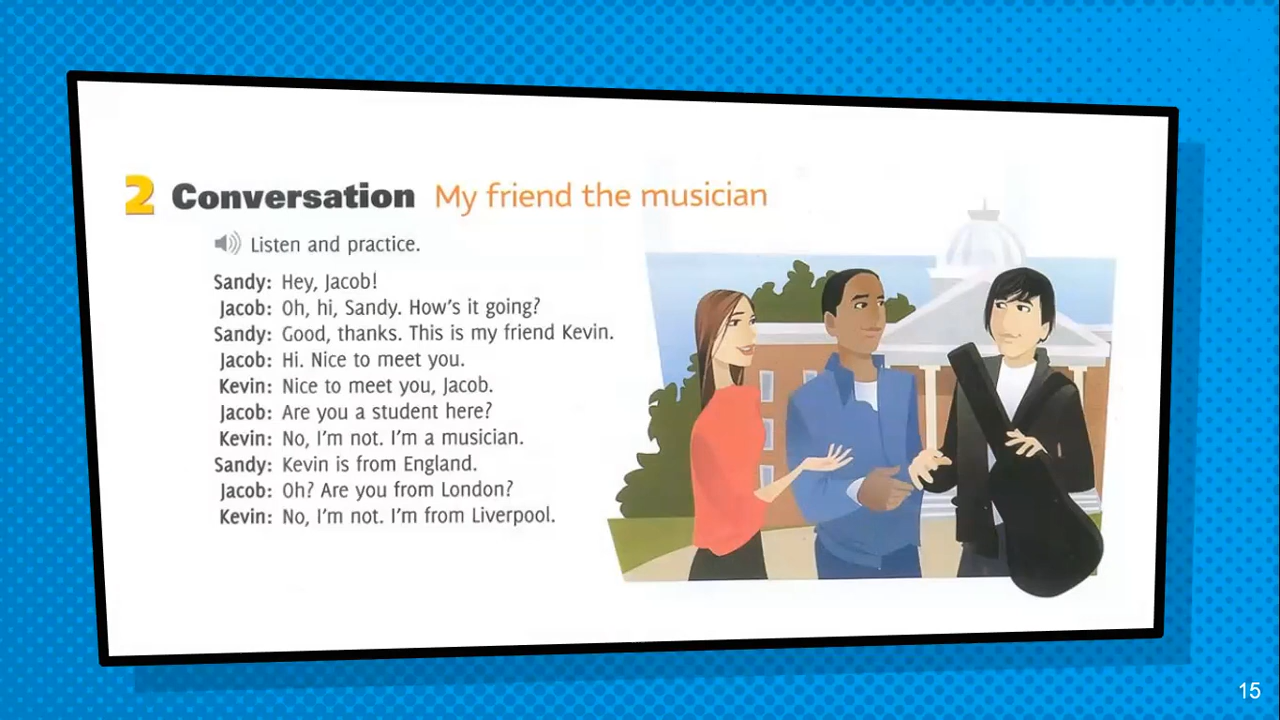 2 Conversation My friend the musician
Listen and practice.
Sandy: Hey, Jacob!
Jacob: Oh, hi, Sandy. How's it going?
Sandy: Good, thanks. This is my friend Kevin.
Jacob: Hi. Nice to meet you.
Kevin: Nice to meet you, Jacob.
Jacob: Are you a student here?
Kevin: No, I'm not. I'm a musician.
Sandy: Kevin is from England.
Jacob: Oh? Are you from London?
Kevin: No, I'm not. I'm from Liverpool.
15